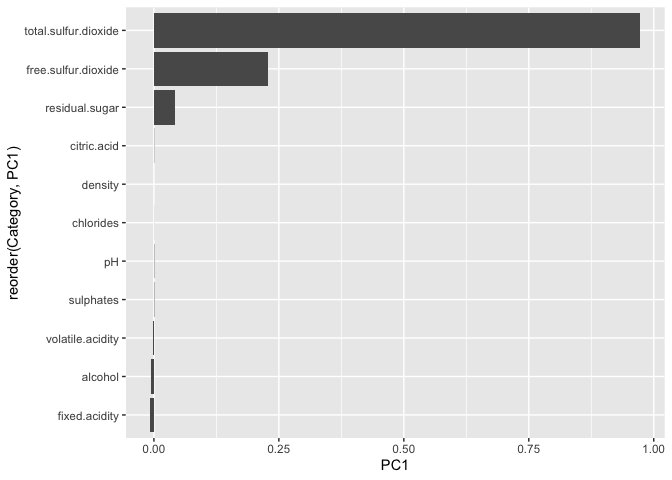 reorder(Category, PC1)
total.sulfur.dioxide
free.sulfur.dioxide
residual.sugar
citric.acid
density
chlorides
pH
sulphates
volatile.acidity
alcohol
fixed.acidity
0.00 0.25 0.50 0.75 1.00
PC1